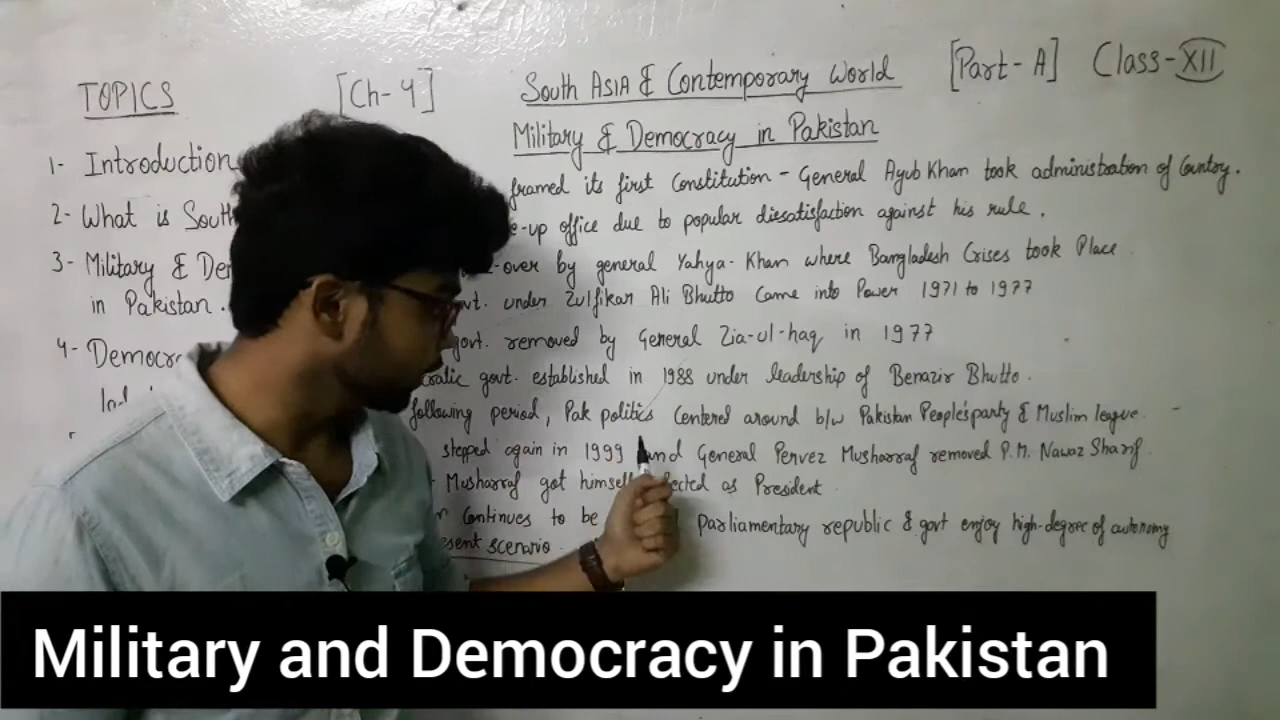 TOPICS
[Ch-4]
South ASIA & Contemporary World
[Part-A]
Class-XII
1- Introduction
2- What is South
3- Military & De
in Pakistan.
4- Democra
Military & Democracy in Pakistan
framed its first Constitution - General Ayub Khan took administration of Country.
-up office due to popular dissatisfaction against his rule.
-over by general Yahya-Khan where Bangladesh Crises took Place
vt. under Zulfikar Ali Bhutto Came into Power 1971 to 1977
govt. removed by General Zia-ul-haq in 1977
govt. established in 1988 under leadership of Benazir Bhutto.
following period, Pak politics Centered around b/w Pakistan People's party & Muslim league.
stepped again in 1999 and General Pervez Musharraf removed P.M. Nawaz Sharif.
Musharraf got himself as President
Continues to be Parliamentary republic & govt enjoy high-degree of autonomy
esent scenario.
Military and Democracy in Pakistan